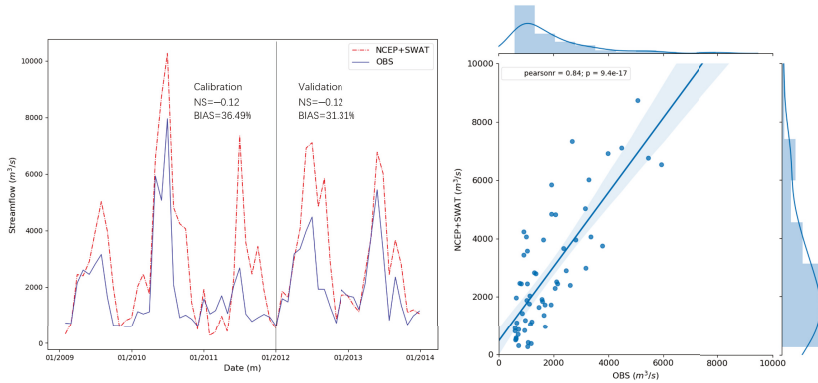 NCEP+SWAT
OBS
Calibration
NS=−0.12
BIAS=36.49%
Validation
NS=−0.12
BIAS=31.31%
Streamflow (m³/s)
10000
8000
6000
4000
2000
0
01/2009
01/2010
01/2011
01/2012
01/2013
01/2014
Date (m)
pearsonr = 0.84; p = 9.4e-17
NCEP+SWAT (m³/s)
10000
8000
6000
4000
2000
0
0
2000
4000
6000
8000
10000
OBS (m³/s)